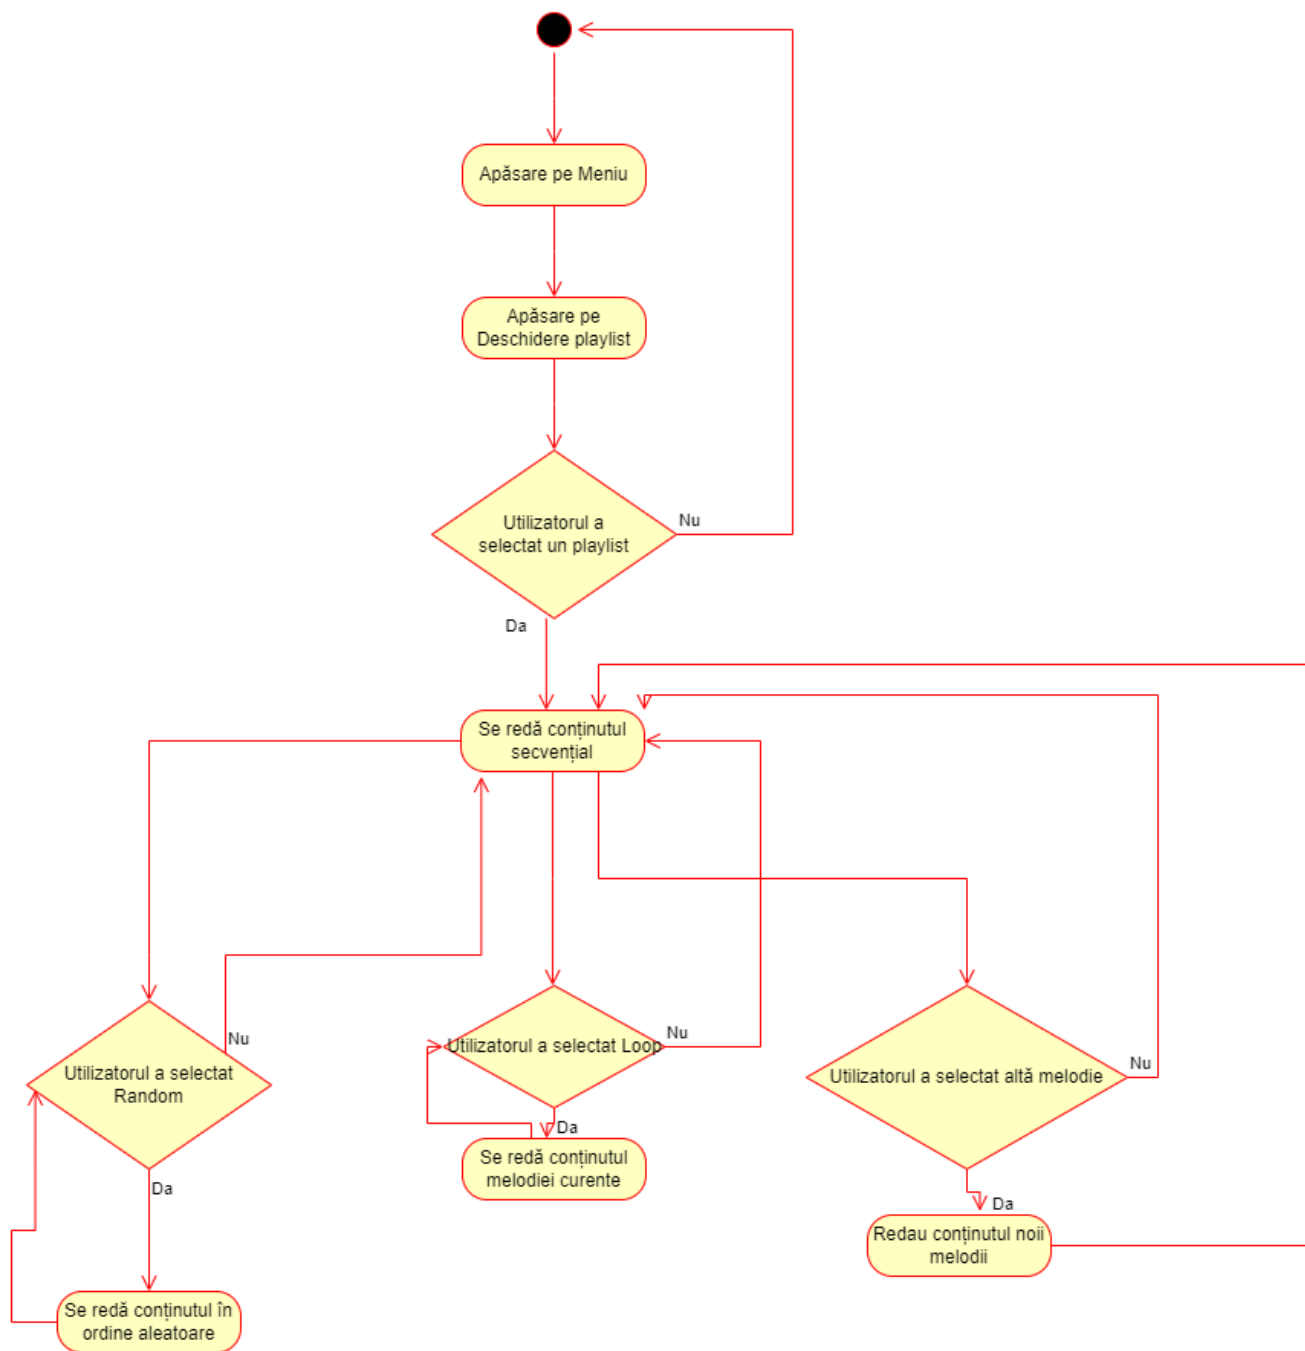 Apăsare pe Meniu
Apăsare pe
Deschidere playlist
Utilizatorul a
selectat un playlist
Nu
Da
Se redă conținutul
secvențial
Utilizatorul a selectat
Random
Nu
Da
Se redă conținutul în
ordine aleatoare
Utilizatorul a selectat Loop
Nu
Da
Se redă conținutul
melodiei curente
Utilizatorul a selectat altă melodie
Nu
Da
Redau conținutul noii
melodii